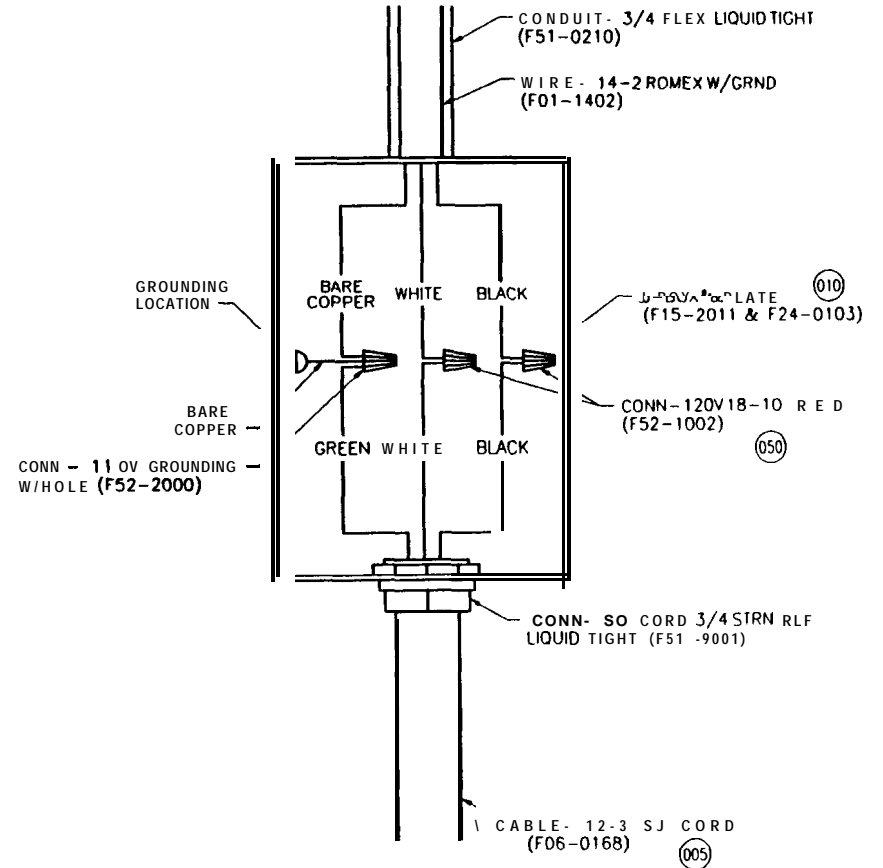 CONDUIT- 3/4 FLEX LIQUID TIGHT
(F51-0210)
WIRE- 14-2 ROMEX W/GRND
(F01-1402)
GROUNDING
LOCATION
BARE
COPPER
WHITE
BLACK
010
(F15-2011 & F24-0103)
BARE
COPPER
CONN-120V 18-10 RED
(F52-1002)
050
CONN - 110V GROUNDING
W/HOLE (F52-2000)
GREEN
WHITE
BLACK
CONN- SO CORD 3/4 STRN RLF
LIQUID TIGHT (F51-9001)
CABLE- 12-3 SJ CORD
(F06-0168)
005